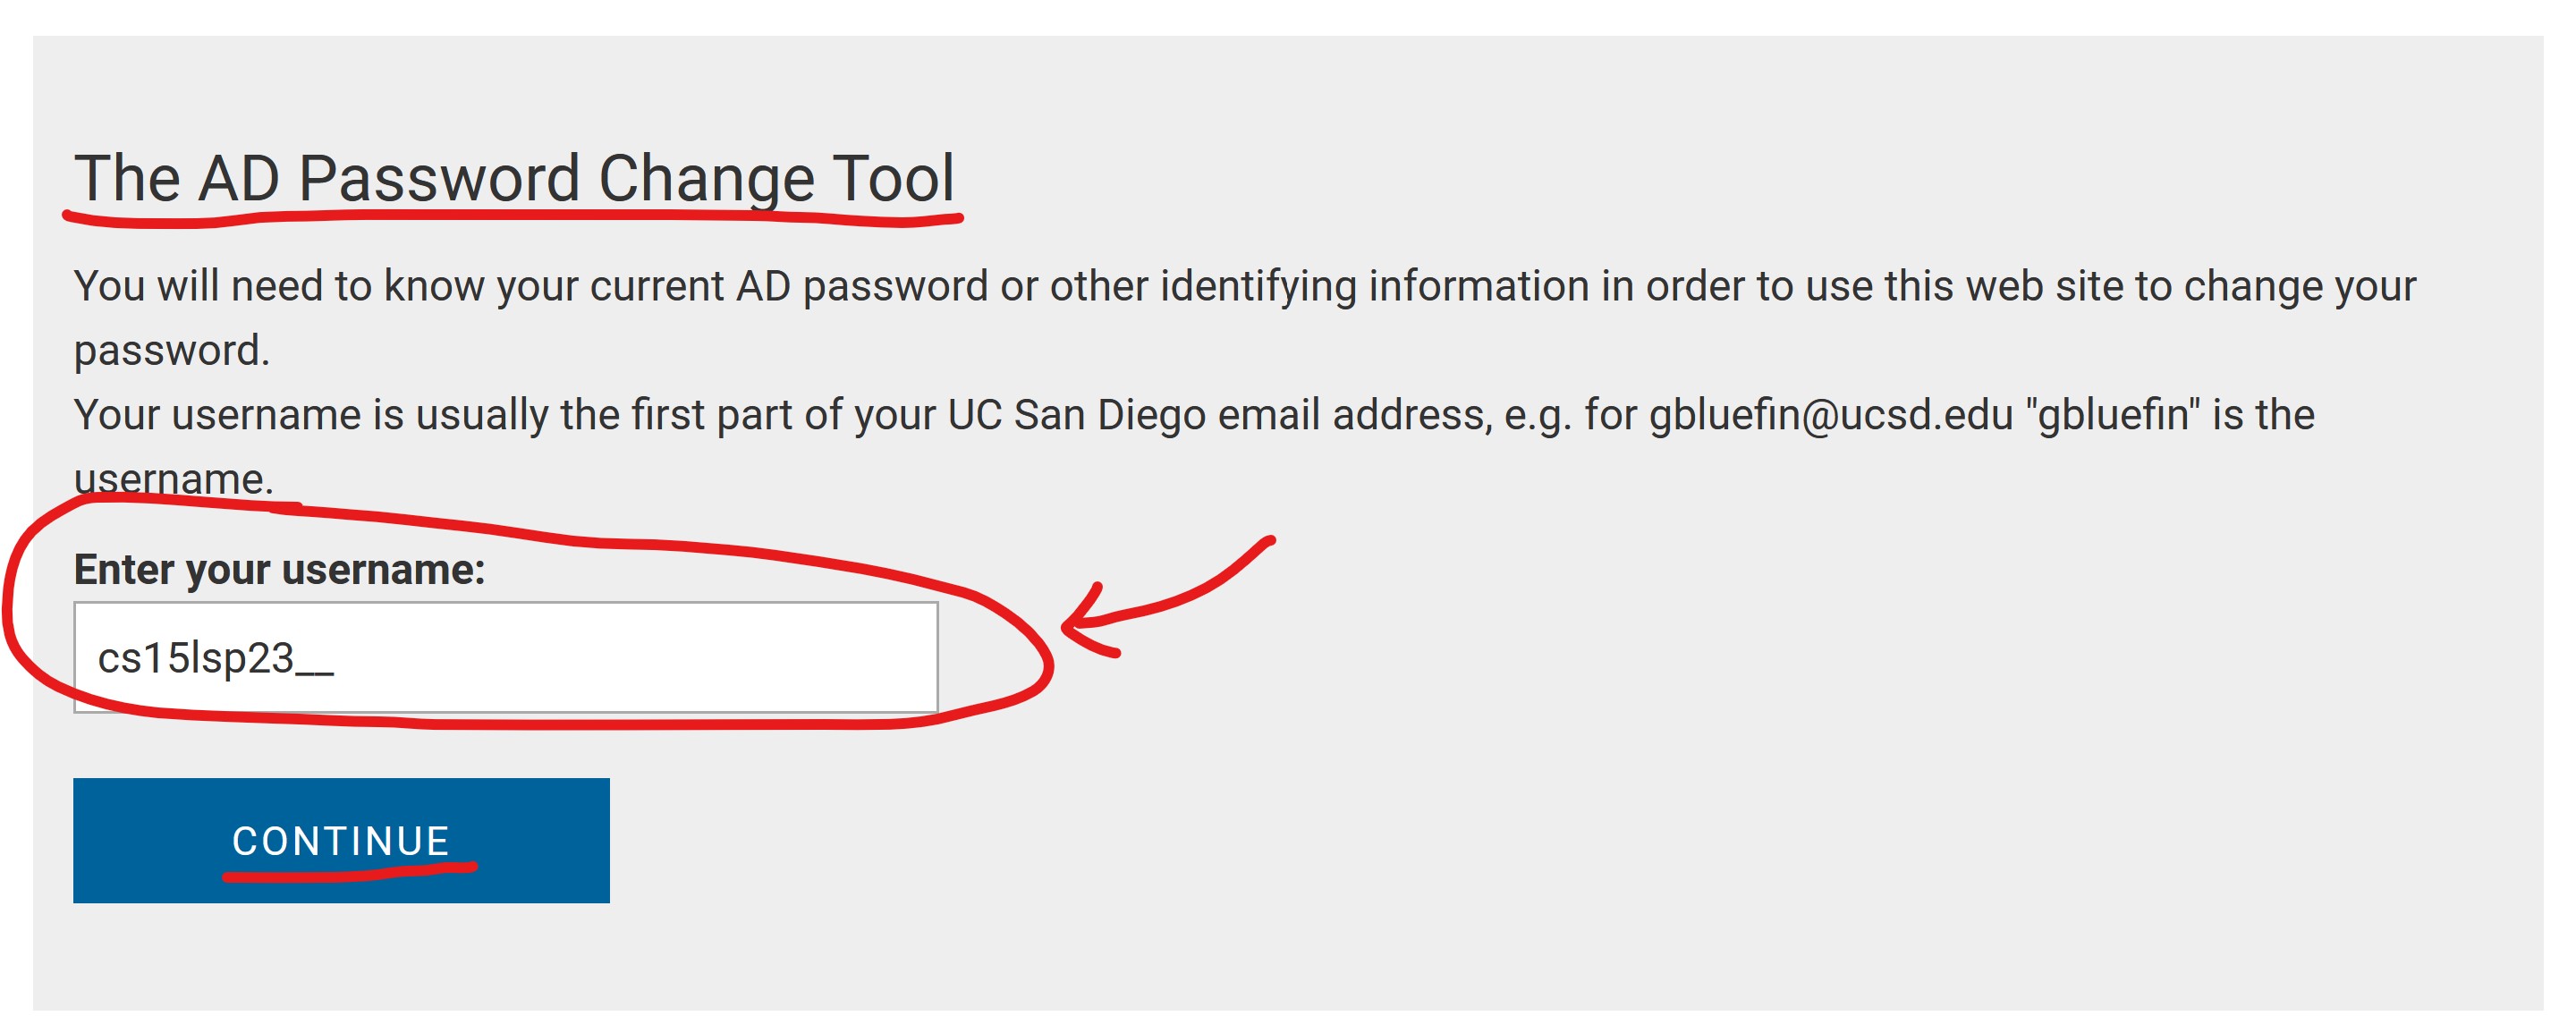 The AD Password Change Tool
You will need to know your current AD password or other identifying information in order to use this web site to change your
password.
Your username is usually the first part of your UC San Diego email address, e.g. for gbluefin@ucsd.edu "gbluefin" is the
username.
Enter your username:
cs15lsp23__
CONTINUE